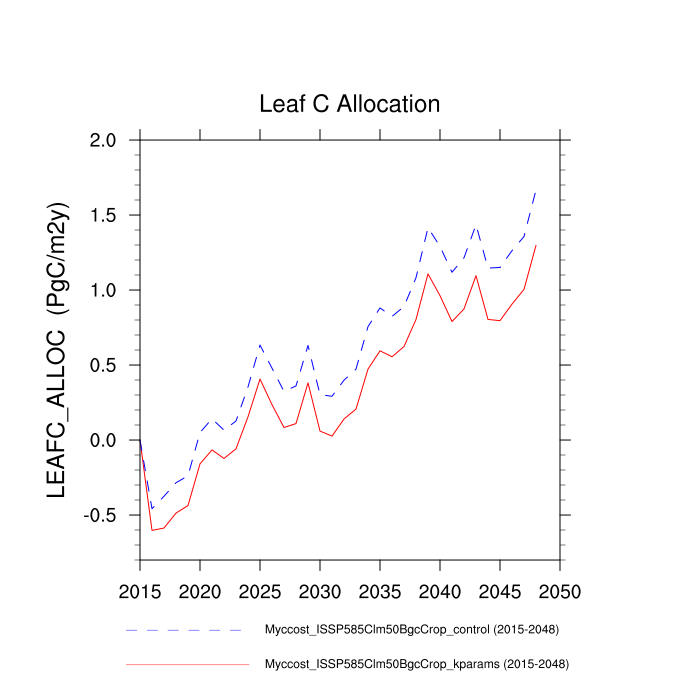 Leaf C Allocation
LEAFC_ALLOC (PgC/m2y)
2.0
1.5
1.0
0.5
0.0
-0.5
2015 2020 2025 2030 2035 2040 2045 2050
Myccost_ISSP585Clm50BgcCrop_control (2015-2048)
Myccost_ISSP585Clm50BgcCrop_kparams (2015-2048)